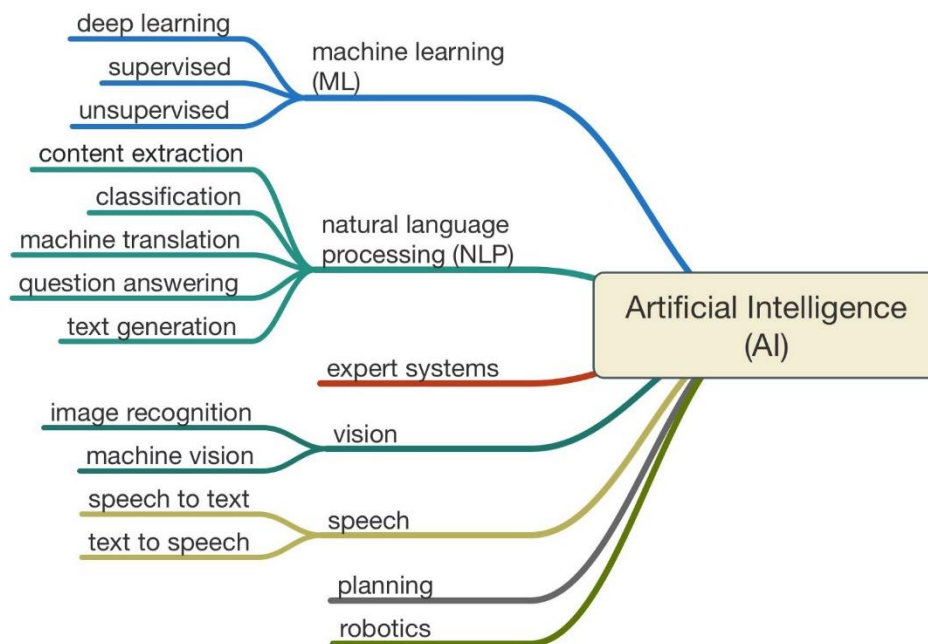 deep learning
supervised
unsupervised
machine learning
(ML)
content extraction
classification
machine translation
question answering
text generation
natural language
processing (NLP)
expert systems
image recognition
machine vision
vision
speech to text
text to speech
speech
planning
robotics
Artificial Intelligence
(AI)